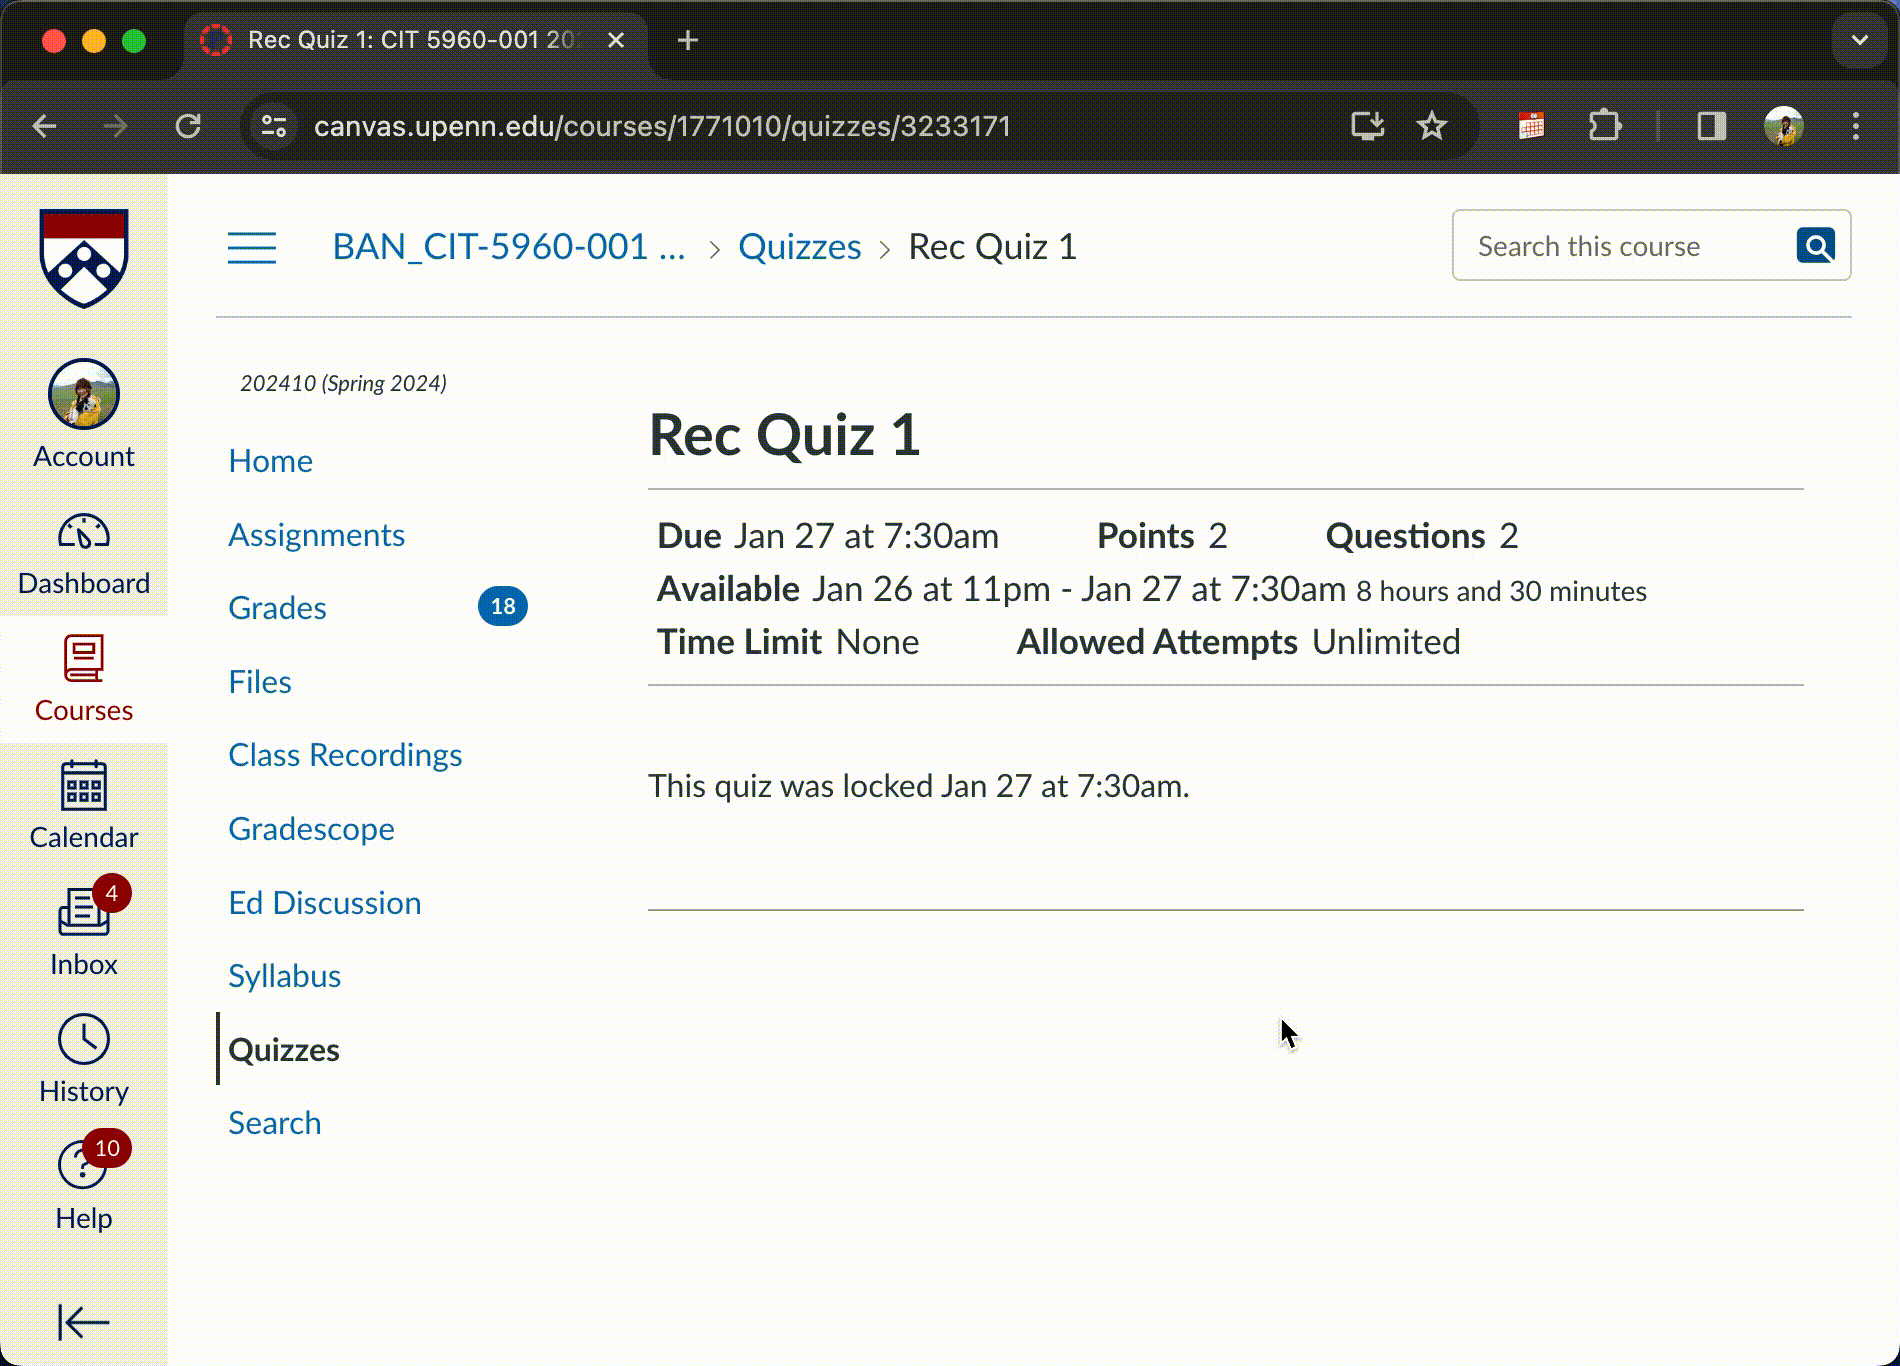 Rec Quiz 1: CIT 5960-001 20
canvas.upenn.edu/courses/1771010/quizzes/3233171
BAN_CIT-5960-001 ... > Quizzes > Rec Quiz 1
Search this course
202410 (Spring 2024)
Account
Dashboard
Courses
Calendar
4
Inbox
History
10
Help
Home
Assignments
Grades 18
Files
Class Recordings
Gradescope
Ed Discussion
Syllabus
Quizzes
Search
Rec Quiz 1
Due Jan 27 at 7:30am Points 2 Questions 2
Available Jan 26 at 11pm - Jan 27 at 7:30am 8 hours and 30 minutes
Time Limit None Allowed Attempts Unlimited
This quiz was locked Jan 27 at 7:30am.